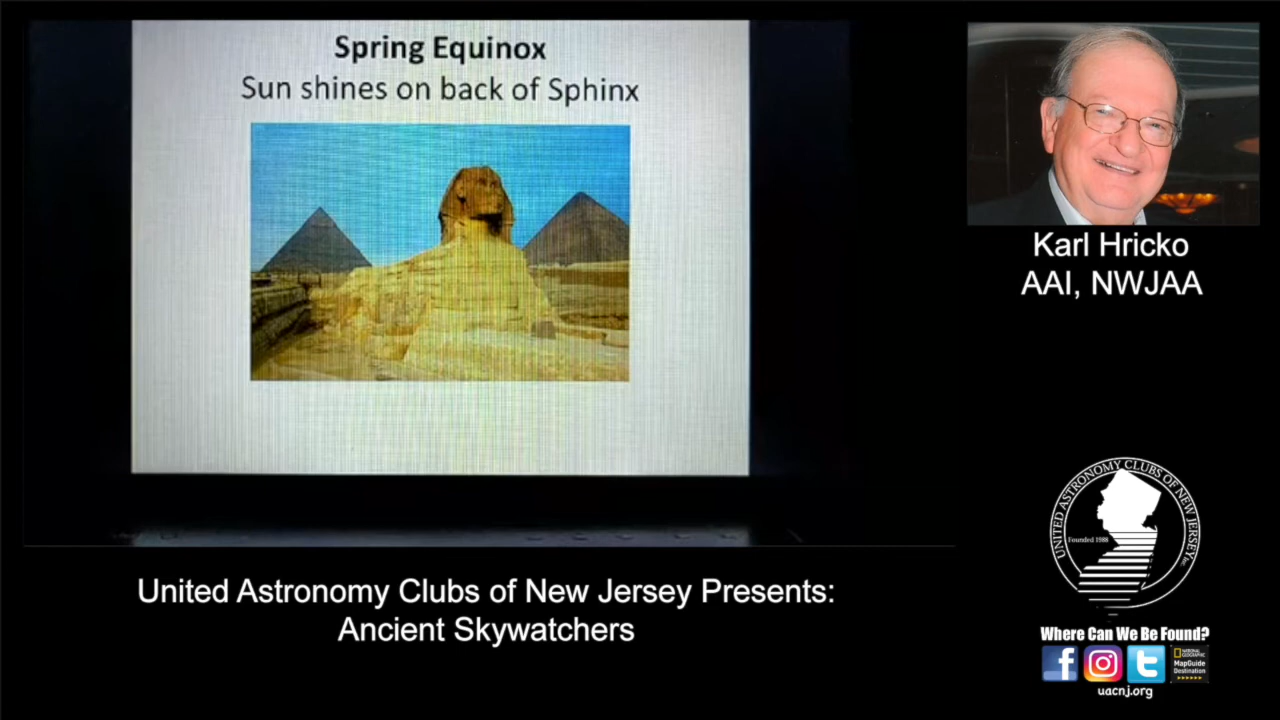 Spring Equinox
Sun shines on back of Sphinx
Karl Hricko
AAI, NWJAA
United Astronomy Clubs of New Jersey Presents:
Ancient Skywatchers
UNITED ASTRONOMY CLUBS OF NEW JERSEY Inc.
Founded 1988
Where Can We Be Found?
NATIONAL GEOGRAPHIC
MapGuide
Destination
uacnj.org